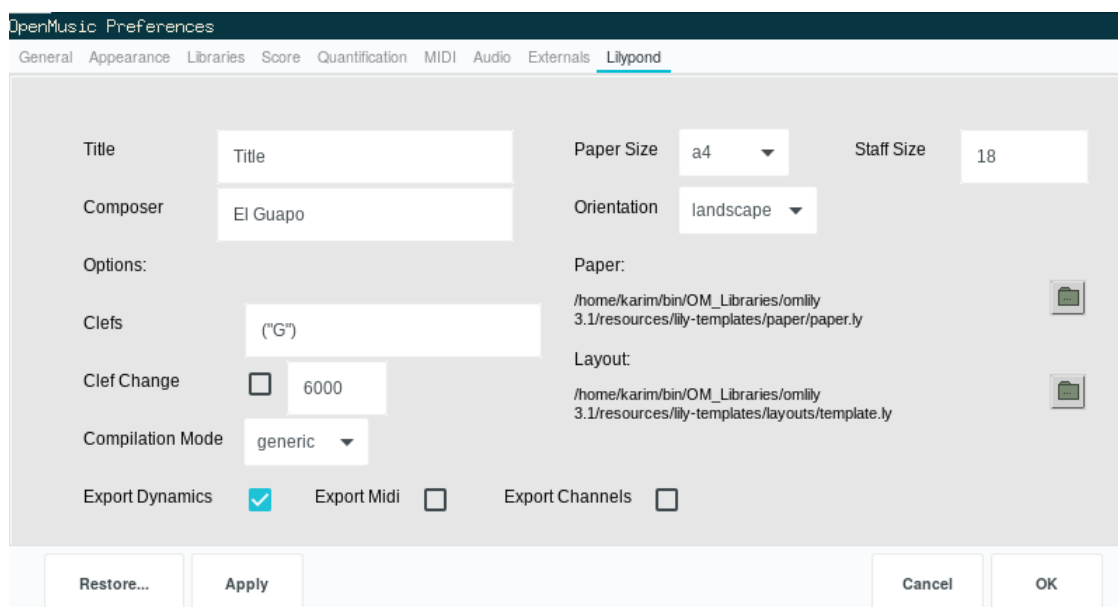 OpenMusic Preferences
General Appearance Libraries Score Quantification MIDI Audio Externals Lilypond
Title Title Paper Size a4 Staff Size 18
Composer El Guapo Orientation landscape
Options: Paper:
/home/karim/bin/OM_Libraries/omlily
3.1/resources/lily-templates/paper/paper.ly
Clefs ("G")
Layout:
Clef Change 6000
/home/karim/bin/OM_Libraries/omlily
3.1/resources/lily-templates/layouts/template.ly
Compilation Mode generic
Export Dynamics Export Midi Export Channels
Restore... Apply Cancel OK